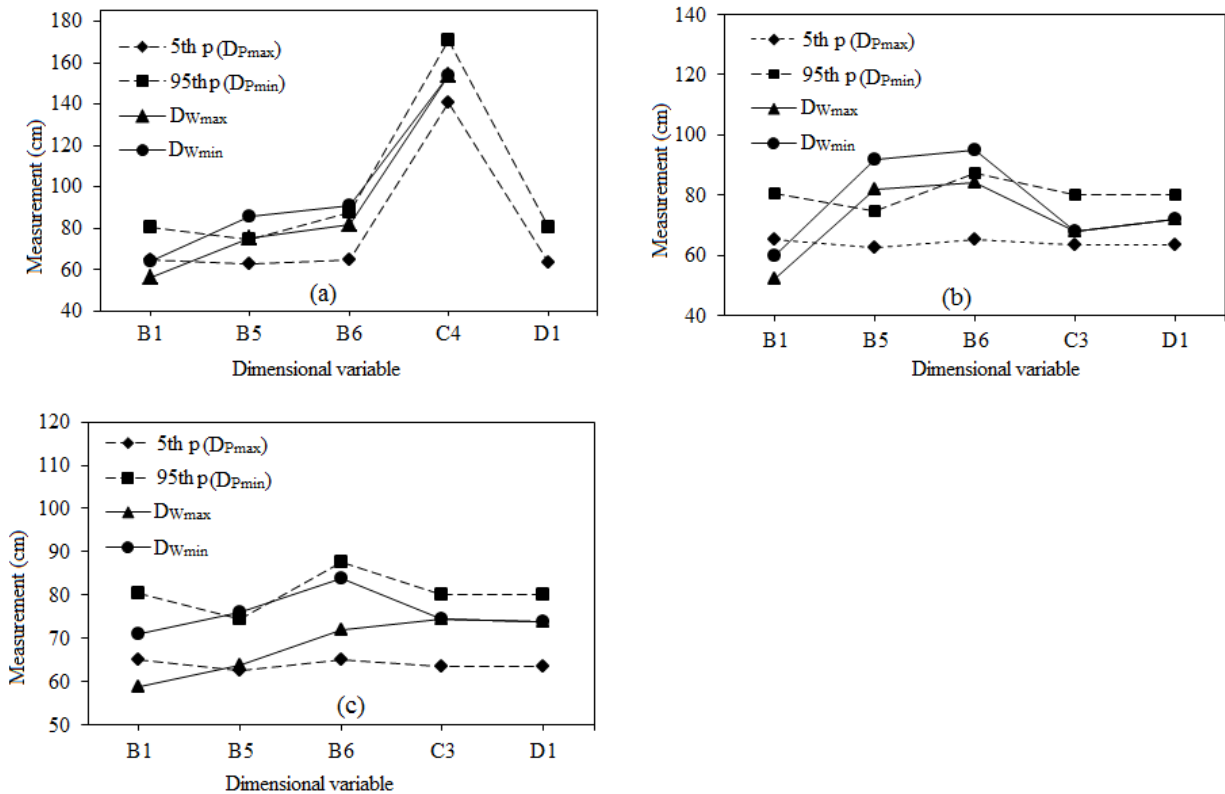 180
160
140
120
100
80
60
40
Measurement (cm)
5th p (DPmax)
95th p (DPmin)
DWmax
DWmin
(a)
B1 B5 B6 C4 D1
Dimensional variable
140
120
100
80
60
40
Measurement (cm)
5th p (DPmax)
95th p (DPmin)
DWmax
DWmin
(b)
B1 B5 B6 C3 D1
Dimensional variable
120
110
100
90
80
70
60
50
Measurement (cm)
5th p (DPmax)
95th p (DPmin)
DWmax
DWmin
(c)
B1 B5 B6 C3 D1
Dimensional variable